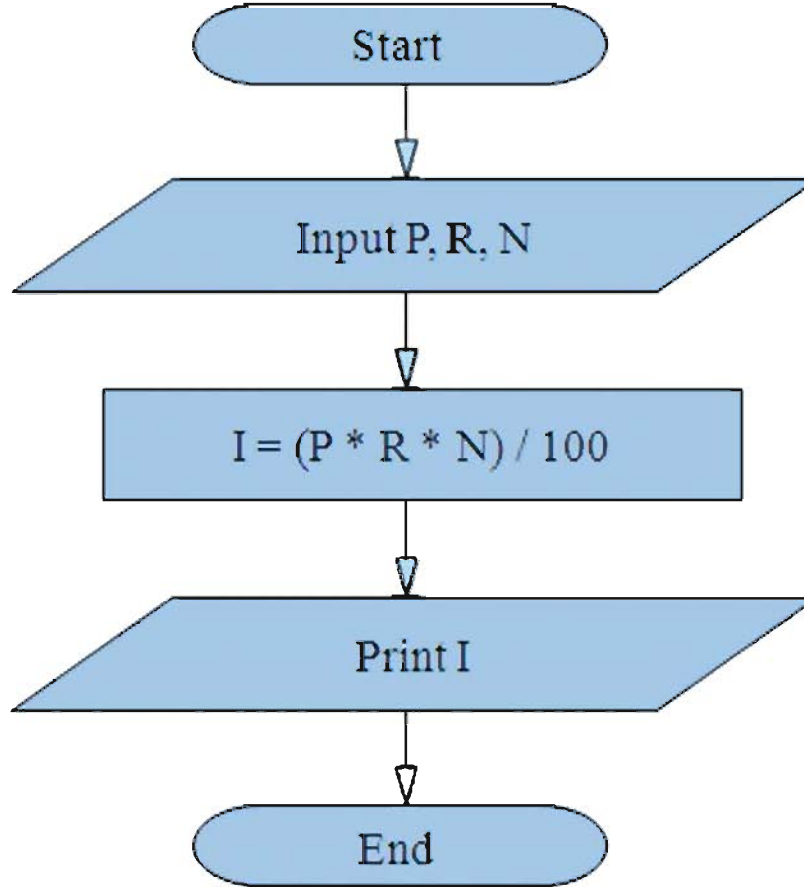 Start
Input P, R, N
I = (P * R * N) / 100
Print I
End